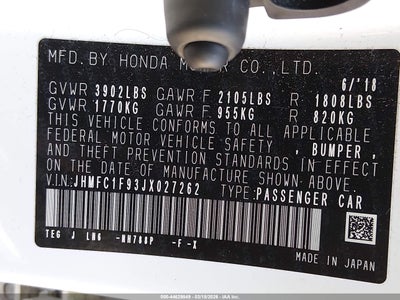 MFD.BY HONDA MOTOR CO.,LTD.
6/'18
GVWR 3902LBS GAWR F 2105LBS R 1808LBS
GVWR 1770KG GAWR F 955KG R 820KG
THIS VEHICLE CONFORMS TO ALL APPLICABLE
FEDERAL MOTOR VEHICLE SAFETY , BUMPER ,
AND THEFT PREVENTION STANDARDS IN EFFECT
ON THE DATE OF MANUFACTURE SHOWN ABOVE.
V.I.N:JHMFC1F93JX027262 TYPE:PASSENGER CAR
TEG J LH6 -NH788P -F-X
MADE IN JAPAN